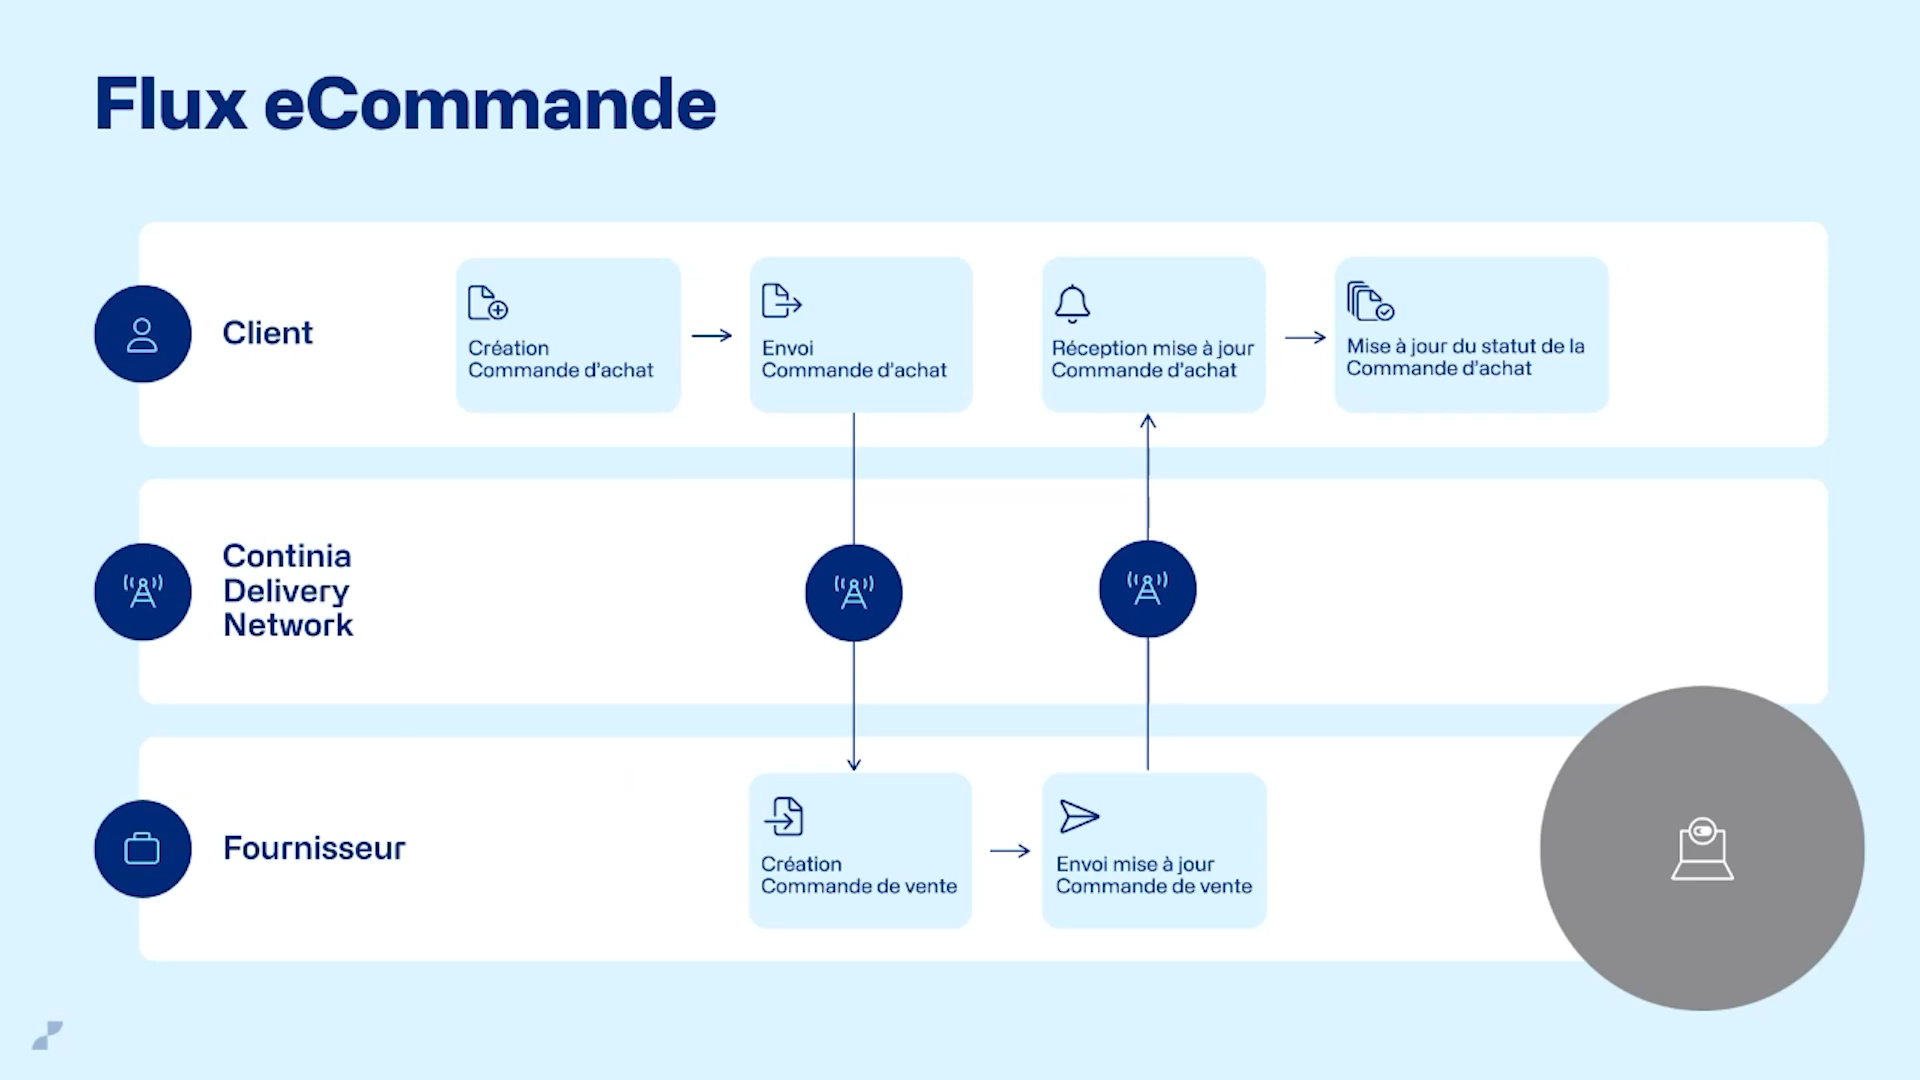 Flux eCommande
Client
Création
Commande d'achat
Envoi
Commande d'achat
Réception mise à jour
Commande d'achat
Mise à jour du statut de la
Commande d'achat
Continia
Delivery
Network
Fournisseur
Création
Commande de vente
Envoi mise à jour
Commande de vente